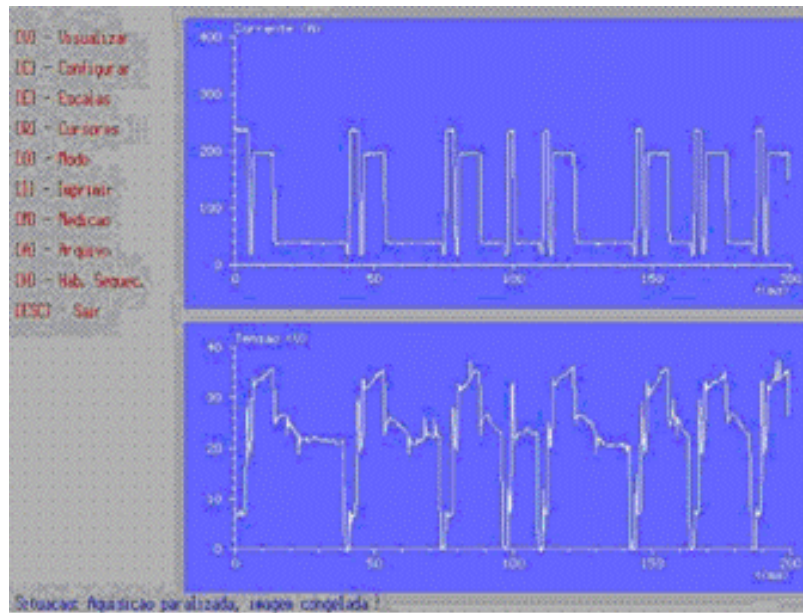 [V] - Visualizar
[C] - Configurar
[E] - Escalas
[R] - Cursores
[O] - Modo
[I] - Imprimir
[M] - Medicao
[A] - Arquivo
[H] - Hab. Sequec.
[ESC] - Sair
Corrente (A)
400
300
200
100
0
0 50 100 150 200
t(ms)
Tensao (V)
40
30
20
10
0
0 50 100 150 200
t(ms)
Situacao: Aquisicao paralizada, imagem congelada !